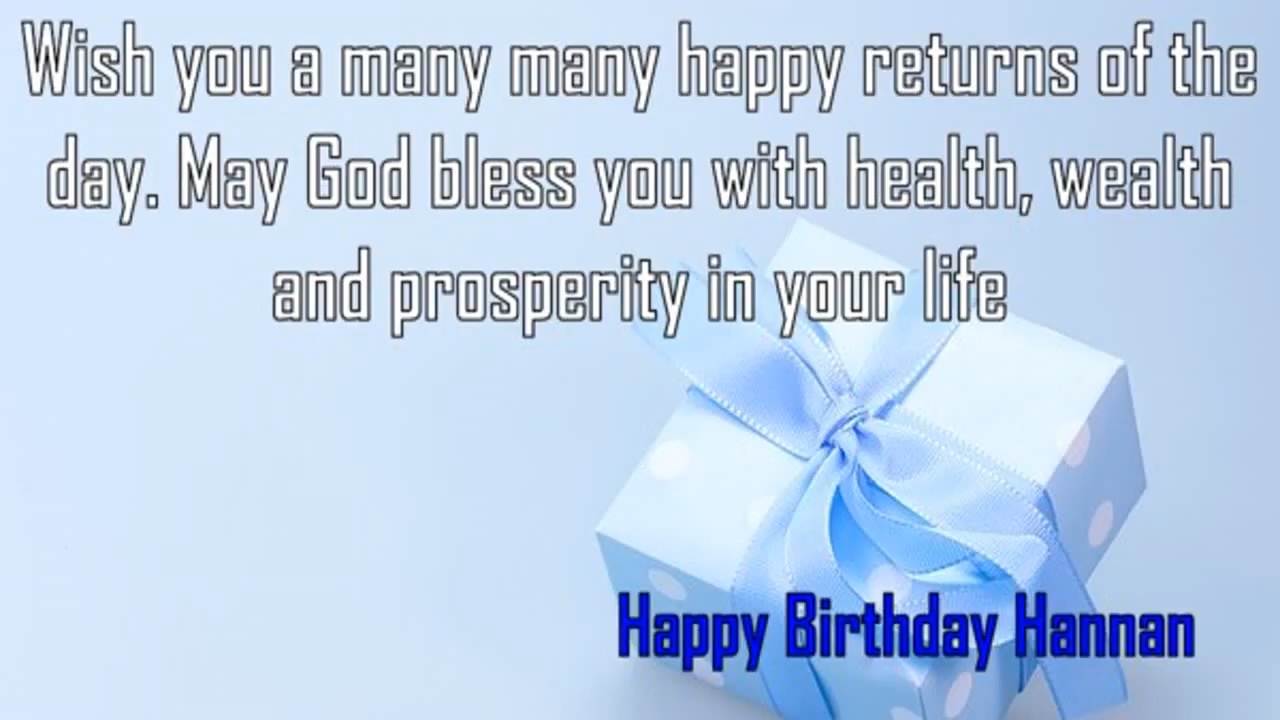 Wish you a many many happy returns of the
day. May God bless you with health, wealth
and prosperity in your life
Happy Birthday Hannan